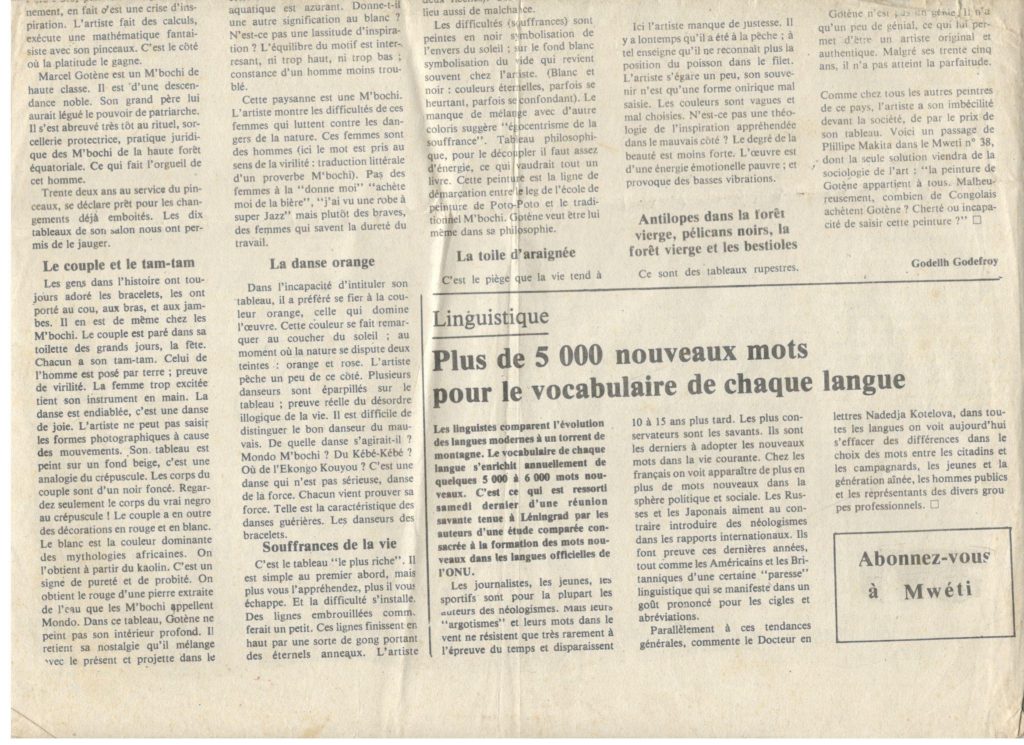 nement, en fait c'est une crise d'ins-
piration. L'artiste fait des calculs,
exécute une mathématique fantai-
siste avec son pinceaux. C'est le côté
où la platitude le gagne.
Marcel Gotène est un M'bochi de
haute classe. Il est d'une descen-
dance noble. Son grand père lui
aurait légué le pouvoir de patriarche.
Il s'est abreuvé très tôt au rituel, sor-
cellerie protectrice, pratique juridi-
que des M'bochi de la haute forêt
équatoriale. Ce qui fait l'orgueil de
cet homme.
Trente deux ans au service du pin-
ceaux, se déclare prêt pour les chan-
gements déjà emboités. Les dix
tableaux de son salon nous ont per-
mis de le jauger.
Le couple et le tam-tam
Les gens dans l'histoire ont tou-
jours adoré les bracelets, les ont
porté au cou, aux bras, et aux jam-
bes. Il en est de même chez les
M'bochi. Le couple est paré dans sa
toilette des grands jours, la fête.
Chacun a son tam-tam. Celui de
l'homme est posé par terre ; preuve
de virilité. La femme trop excitée
tient son instrument en main. La
danse est endiablée, c'est une danse
de joie. L'artiste ne peut pas saisir
les formes photographiques à cause
des mouvements. Son tableau est
peint sur un fond beige, c'est une
analogie du crépuscule. Les corps du
couple sont d'un noir foncé. Regar-
dez seulement le corps du vrai negro
au crépuscule ! Le couple a en outre
des décorations en rouge et en blanc.
Le blanc est la couleur dominante
des mythologies africaines. On
l'obtient à partir du kaolin. C'est un
signe de pureté et de probité. On
obtient le rouge d'une pierre extraite
de l'eau que les M'bochi appellent
Mondo. Dans ce tableau, Gotène ne
peint pas son intérieur profond. Il
retient sa nostalgie qu'il mélange
avec le présent et projette dans le
aquatique est azurant. Donne-t-il
une autre signification au blanc ?
N'est-ce pas une lassitude d'inspira-
tion ? L'équilibre du motif est inter-
resant, ni trop haut, ni trop bas ;
constance d'un homme moins trou-
blé.
Cette paysanne est une M'bochi.
L'artiste montre les difficultés de ces
femmes qui luttent contre les dan-
gers de la nature. Ces femmes sont
des hommes (ici le mot est pris au
sens de la virilité : traduction littérale
d'un proverbe M'bochi). Pas des
femmes à la "donne moi" "achète
moi de la bière", "j'ai vu une robe à
super Jazz" mais plutôt des braves,
des femmes qui savent la dureté du
travail.
La danse orange
Dans l'incapacité d'intituler son
tableau, il a préféré se fier à la cou-
leur orange, celle qui domine
l'œuvre. Cette couleur se fait remar-
quer au coucher du soleil ; au
moment où la nature se dispute deux
teintes : orange et rose. L'artiste
pèche un peu de ce côté. Plusieurs
danseurs sont éparpillés sur le
tableau ; preuve réelle du désordre
illogique de la vie. Il est difficile de
distinguer le bon danseur du mau-
vais. De quelle danse s'agirait-il ?
Mondo M'bochi ? Du Kébé-Kébé ?
Où de l'Ekongo Kouyou ? C'est une
danse qui n'est pas sérieuse, danse
de la force. Chacun vient prouver sa
force. Telle est la caractéristique des
danses guérières. Les danseurs des
bracelets.
Souffrances de la vie
C'est le tableau "le plus riche". Il
est simple au premier abord, mais
plus vous l'appréhendez, plus il vous
échappe. Et la difficulté s'installe.
Des lignes embrouillées comm.
ferait un petit. Ces lignes finissent en
haut par une sorte de gong portant
des éternels anneaux. L'artiste
lieu aussi de malchance.
Les difficultés (souffrances) sont
peintes en noir symbolisation de
l'envers du soleil ; sur le fond blanc
symbolisation du vide qui revient
souvent chez l'artiste. (Blanc et
noir : couleurs éternelles, parfois se
heurtant, parfois se confondant). Le
manque de mélange avec d'autre
coloris suggère "épocentrisme de la
souffrance". Tableau philosophi-
que, pour le découpler il faut assez
d'énergie, ce qui vaudrait tout un
livre. Cette peinture est la ligne de
démarcation entre le leg de l'école de
peinture de Poto-Poto et le tradi-
tionnel M'bochi. Gotène veut être lui
même dans sa philosophie.
La toile d'araignée
C'est le piège que la vie tend à
Ici l'artiste manque de justesse. Il
y a longtemps qu'il a été à la pêche ; à
tel enseigne qu'il ne reconnaît plus la
position du poisson dans le filet.
L'artiste s'égare un peu, son souve-
nir n'est qu'une forme onirique mal
saisie. Les couleurs sont vagues et
mal choisies. N'est-ce pas une théo-
logie de l'inspiration appréhendée
dans le mauvais côté ? Le degré de la
beauté est moins forte. L'œuvre est
d'une énergie émotionnelle pauvre ; et
provoque des basses vibrations.
Antilopes dans la forêt
vierge, pélicans noirs, la
forêt vierge et les bestioles
Ce sont des tableaux rupestres.
Gotène n'est pas un génie, il n'a
qu'un peu de génial, ce qui lui per-
met d'être un artiste original et
authentique. Malgré ses trente cinq
ans, il n'a pas atteint la parfaitude.
Comme chez tous les autres peintres
de ce pays, l'artiste a son imbécilité
devant la société, de par le prix de
son tableau. Voici un passage de
Plillipe Makita dans le Mweti n° 38,
dont la seule solution viendra de la
sociologie de l'art : "la peinture de
Gotène appartient à tous. Malheu-
reusement, combien de Congolais
achètent Gotène ? Cherté ou incapa-
cité de saisir cette peinture ?" □
Godellh Godefroy
Linguistique
Plus de 5 000 nouveaux mots
pour le vocabulaire de chaque langue
Les linguistes comparent l'évolution
des langues modernes à un torrent de
montagne. Le vocabulaire de chaque
langue s'enrichit annuellement de
quelques 5 000 à 6 000 mots nou-
veaux. C'est ce qui est ressorti
samedi dernier d'une réunion
savante tenue à Léningrad par les
auteurs d'une étude comparée con-
sacrée à la formation des mots nou-
veaux dans les langues officielles de
l'ONU.
Les journalistes, les jeunes, les
sportifs sont pour la plupart les
auteurs des néologismes. Mais leurs
"argotismes" et leurs mots dans le
vent ne résistent que très rarement à
l'épreuve du temps et disparaissent
10 à 15 ans plus tard. Les plus con-
servateurs sont les savants. Ils sont
les derniers à adopter les nouveaux
mots dans la vie courante. Chez les
français on voit apparaître de plus en
plus de mots nouveaux dans la
sphère politique et sociale. Les Rus-
ses et les Japonais aiment au con-
traire introduire des néologismes
dans les rapports internationaux. Ils
font preuve ces dernières années,
tout comme les Américains et les Bri-
tanniques d'une certaine "paresse"
linguistique qui se manifeste dans un
goût prononcé pour les cigles et
abréviations.
Parallèlement à ces tendances
générales, commente le Docteur en
lettres Nadedja Kotelova, dans tou-
tes les langues on voit aujourd'hui
s'effacer des différences dans le
choix des mots entre les citadins et
les campagnards, les jeunes et la
génération aînée, les hommes publics
et les représentants des divers grou-
pes professionnels. □
Abonnez-vous
à Mwéti